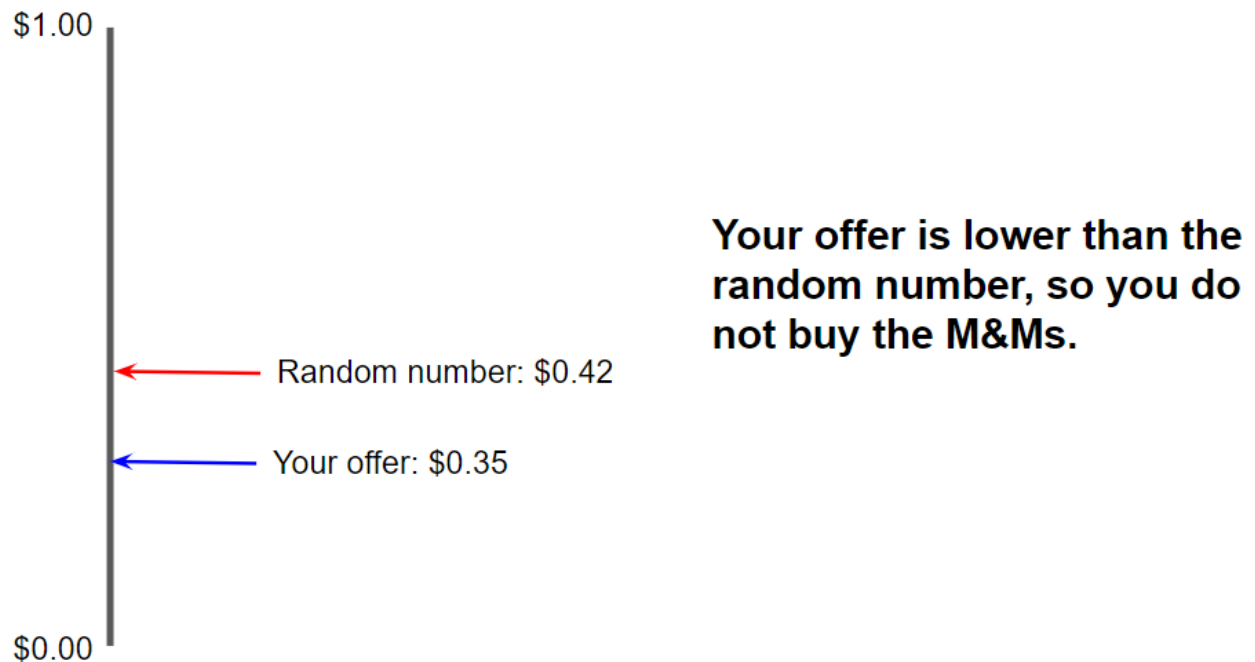 $1.00
Your offer is lower than the
random number, so you do
not buy the M&Ms.
Random number: $0.42
Your offer: $0.35
$0.00